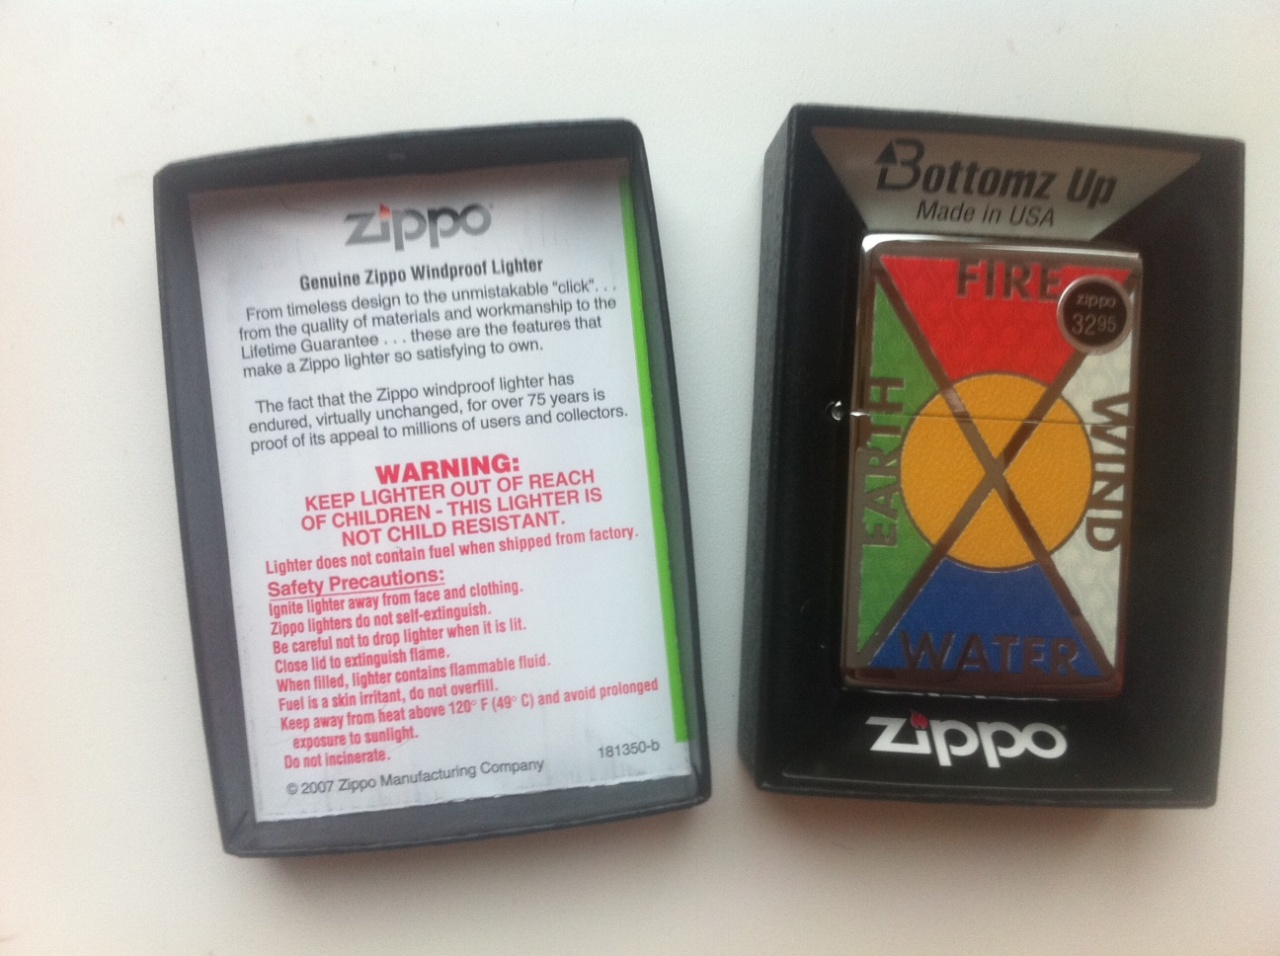 zippo
Genuine Zippo Windproof Lighter
From timeless design to the unmistakable "click". . .
from the quality of materials and workmanship to the
Lifetime Guarantee . . . these are the features that
make a Zippo lighter so satisfying to own.
The fact that the Zippo windproof lighter has
endured, virtually unchanged, for over 75 years is
proof of its appeal to millions of users and collectors.
WARNING:
KEEP LIGHTER OUT OF REACH
OF CHILDREN - THIS LIGHTER IS
NOT CHILD RESISTANT.
Lighter does not contain fuel when shipped from factory.
Safety Precautions:
Ignite lighter away from face and clothing.
Zippo lighters do not self-extinguish.
Be careful not to drop lighter when it is lit.
Close lid to extinguish flame.
When filled, lighter contains flammable fluid.
Fuel is a skin irritant, do not overfill.
Keep away from heat above 120° F (49° C) and avoid prolonged
exposure to sunlight.
Do not incinerate.
181350-b
© 2007 Zippo Manufacturing Company
Bottomz Up
Made in USA
FIRE
zippo
32 95
EARTH
WIND
WATER
zippo